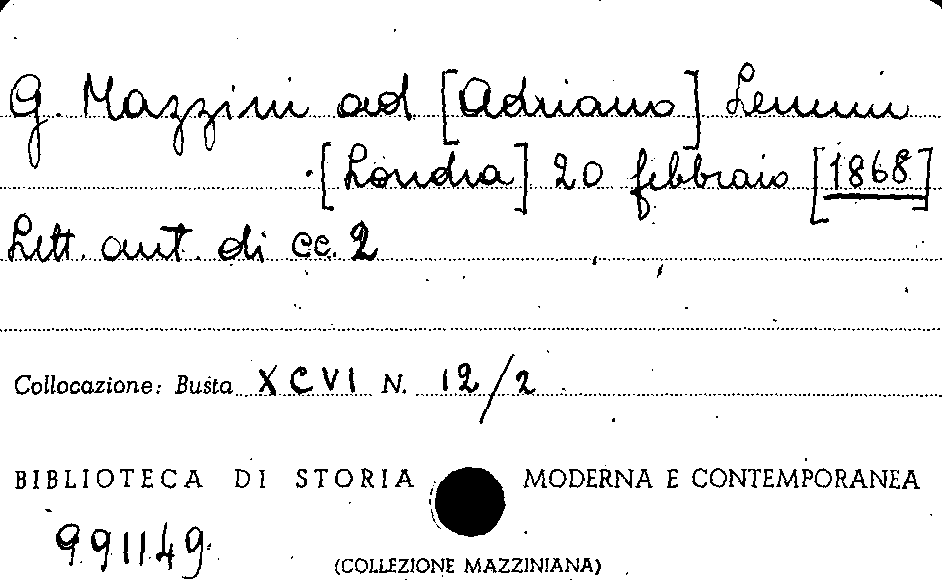 G. Mazzini ad [Adriano] Lemmi
[Londra] 20 febbraio [1868]
Lett. aut. di cc. 2
Collocazione: Busta XCVI N. 12/2
BIBLIOTECA DI STORIA MODERNA E CONTEMPORANEA
991149
(COLLEZIONE MAZZINIANA)